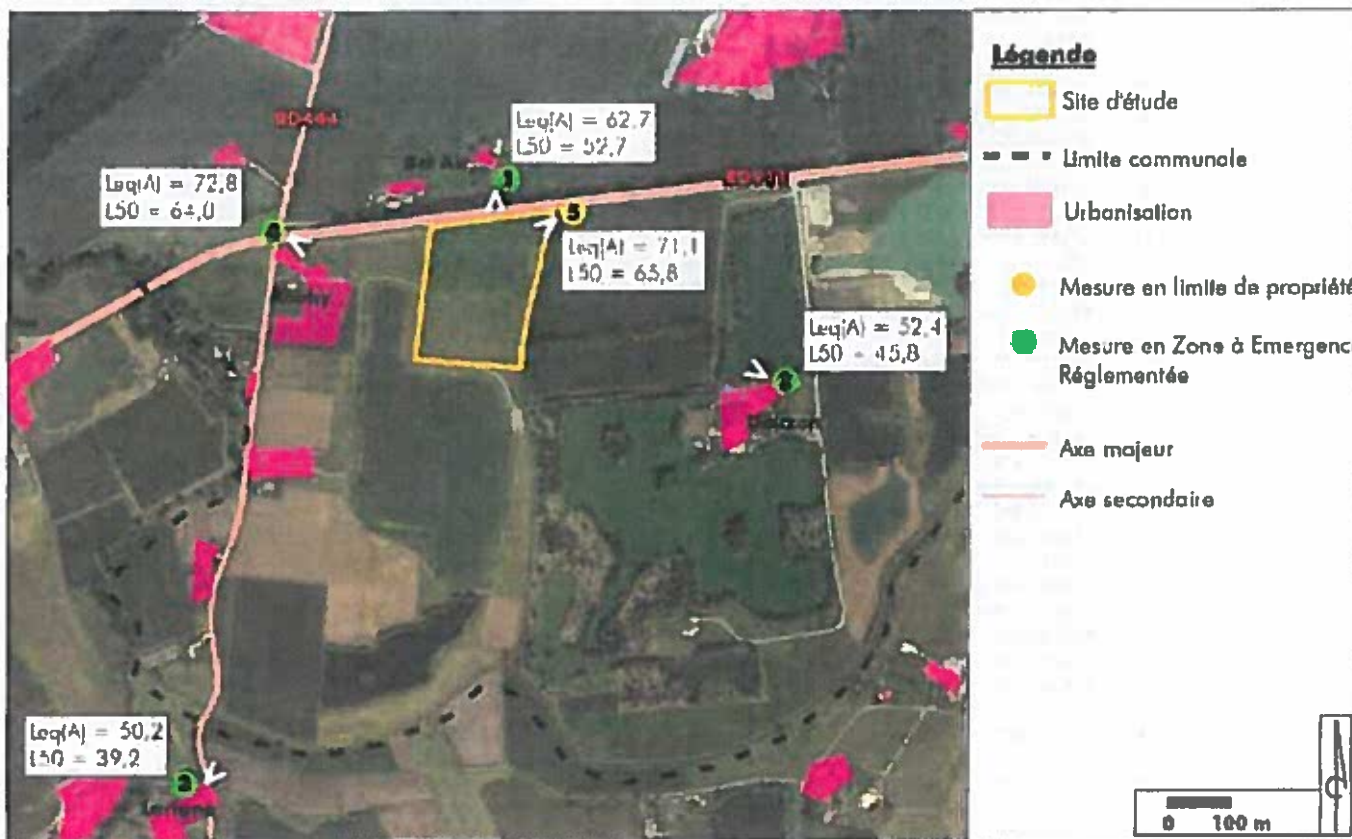 Légende
Site d'étude
Limite communale
Urbanisation
Mesure en limite de propriété
Mesure en Zone à Emergence
Réglementée
Axe majeur
Axe secondaire
0 100 m
Leq(A) = 62,7
L50 = 52,7
Leq(A) = 72,8
L50 = 64,0
4
5
Leq(A) = 71,1
L50 = 65,8
Leq(A) = 52,4
L50 = 45,8
Leq(A) = 50,2
L50 = 39,2